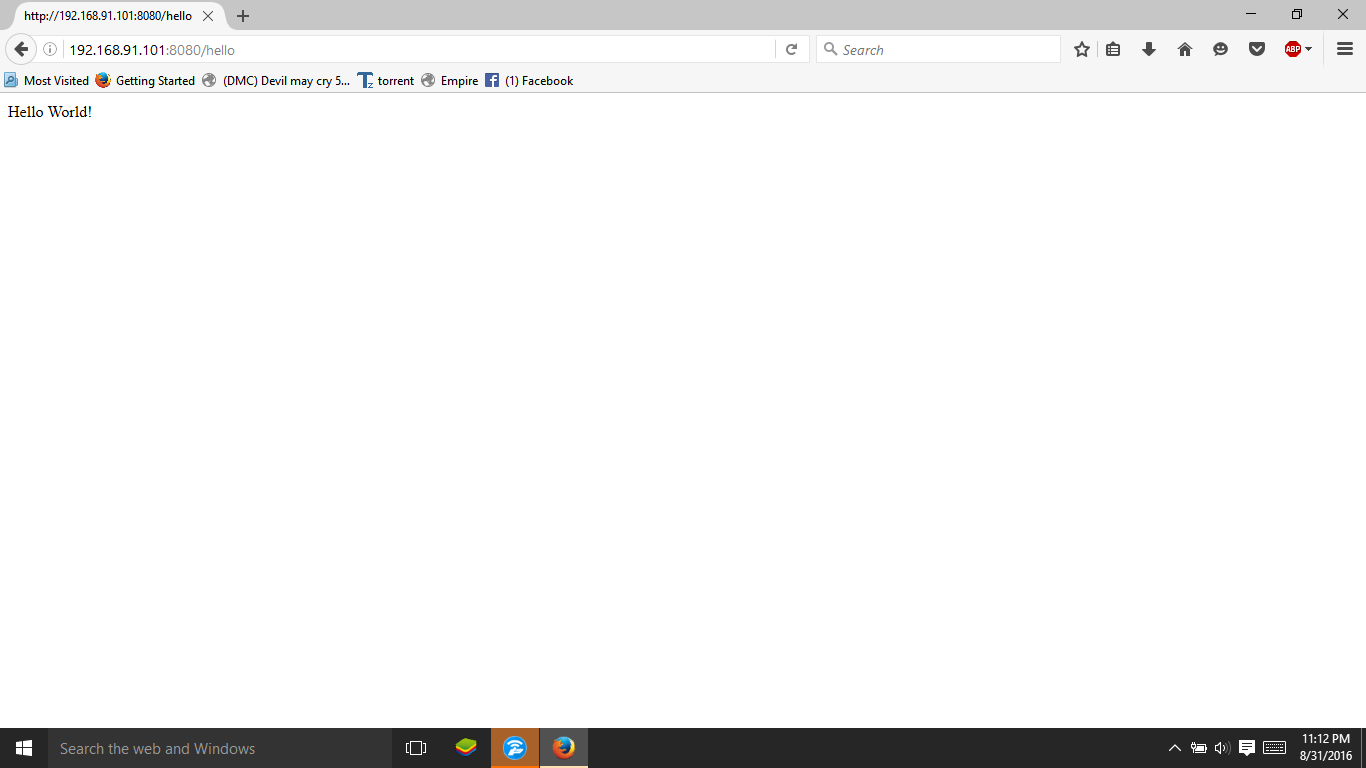 http://192.168.91.101:8080/hello
192.168.91.101:8080/hello
Search
ABP
Most Visited Getting Started (DMC) Devil may cry 5... Tz torrent Empire f (1) Facebook
Hello World!
Search the web and Windows
11:12 PM
8/31/2016